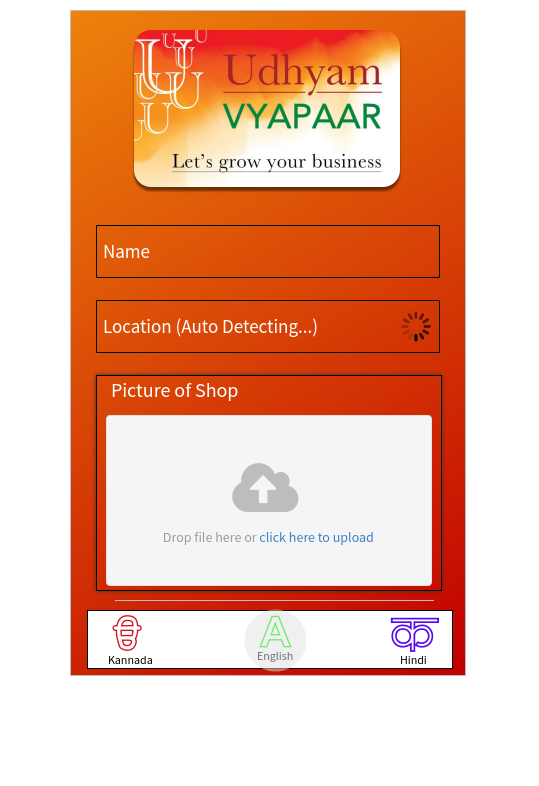 Udhyam
VYAPAAR
Let's grow your business
Name
Location (Auto Detecting...)
Picture of Shop
Drop file here or click here to upload
A
Kannada
English
Hindi